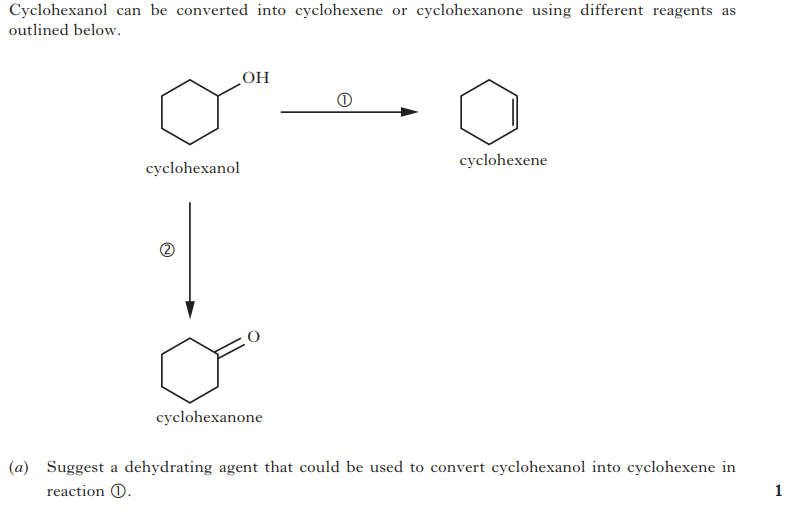 Cyclohexanol can be converted into cyclohexene or cyclohexanone using different reagents as
outlined below.
OH
①
cyclohexanol
cyclohexene
②
O
cyclohexanone
(a) Suggest a dehydrating agent that could be used to convert cyclohexanol into cyclohexene in
reaction ①.
1